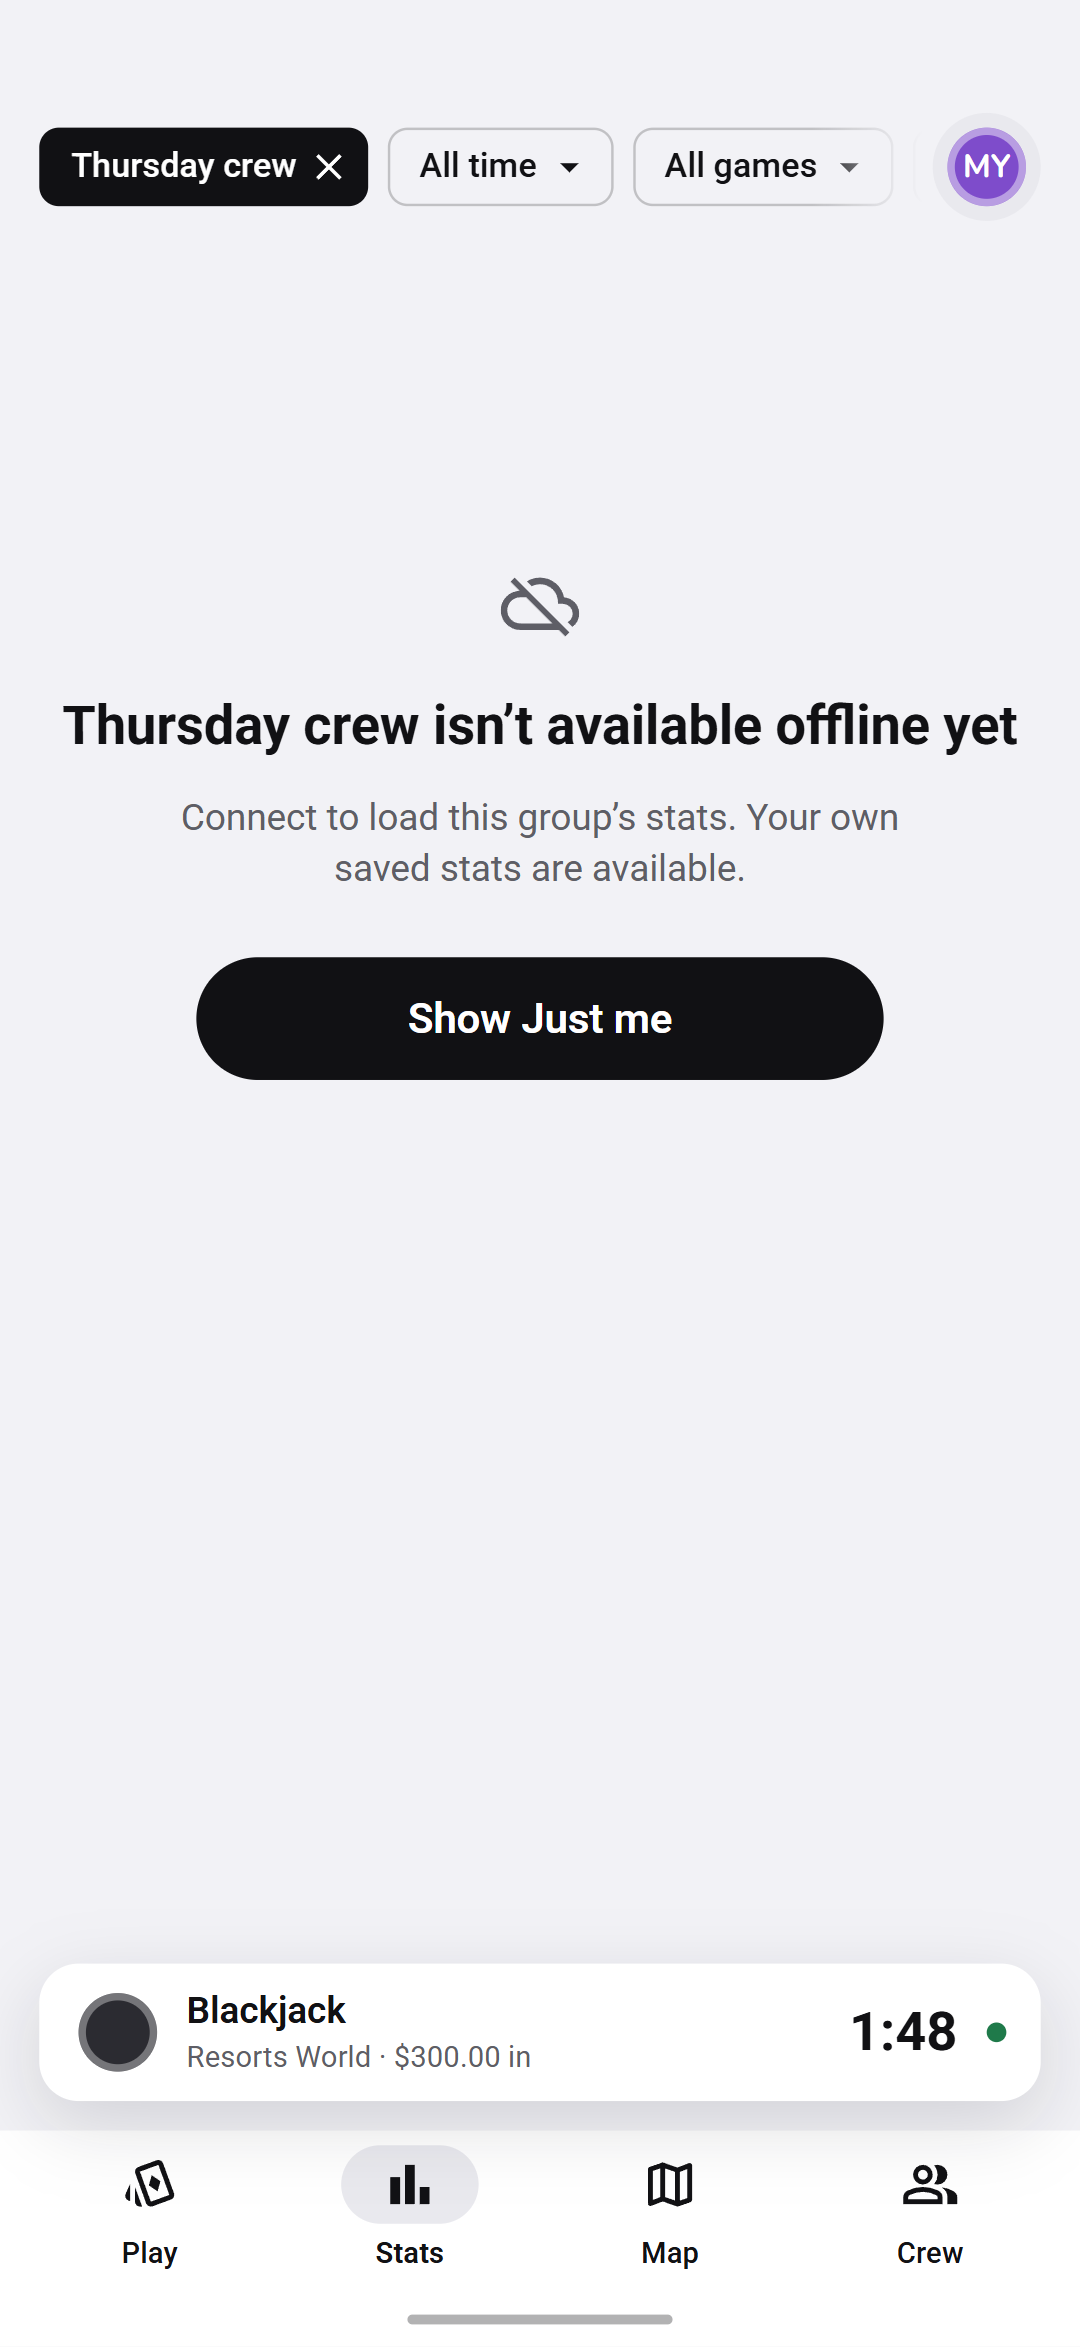 Thursday crew
All time
All games
MY
Thursday crew isn’t available offline yet
Connect to load this group’s stats. Your own
saved stats are available.
Show Just me
Blackjack
Resorts World · $300.00 in
1:48
Play
Stats
Map
Crew